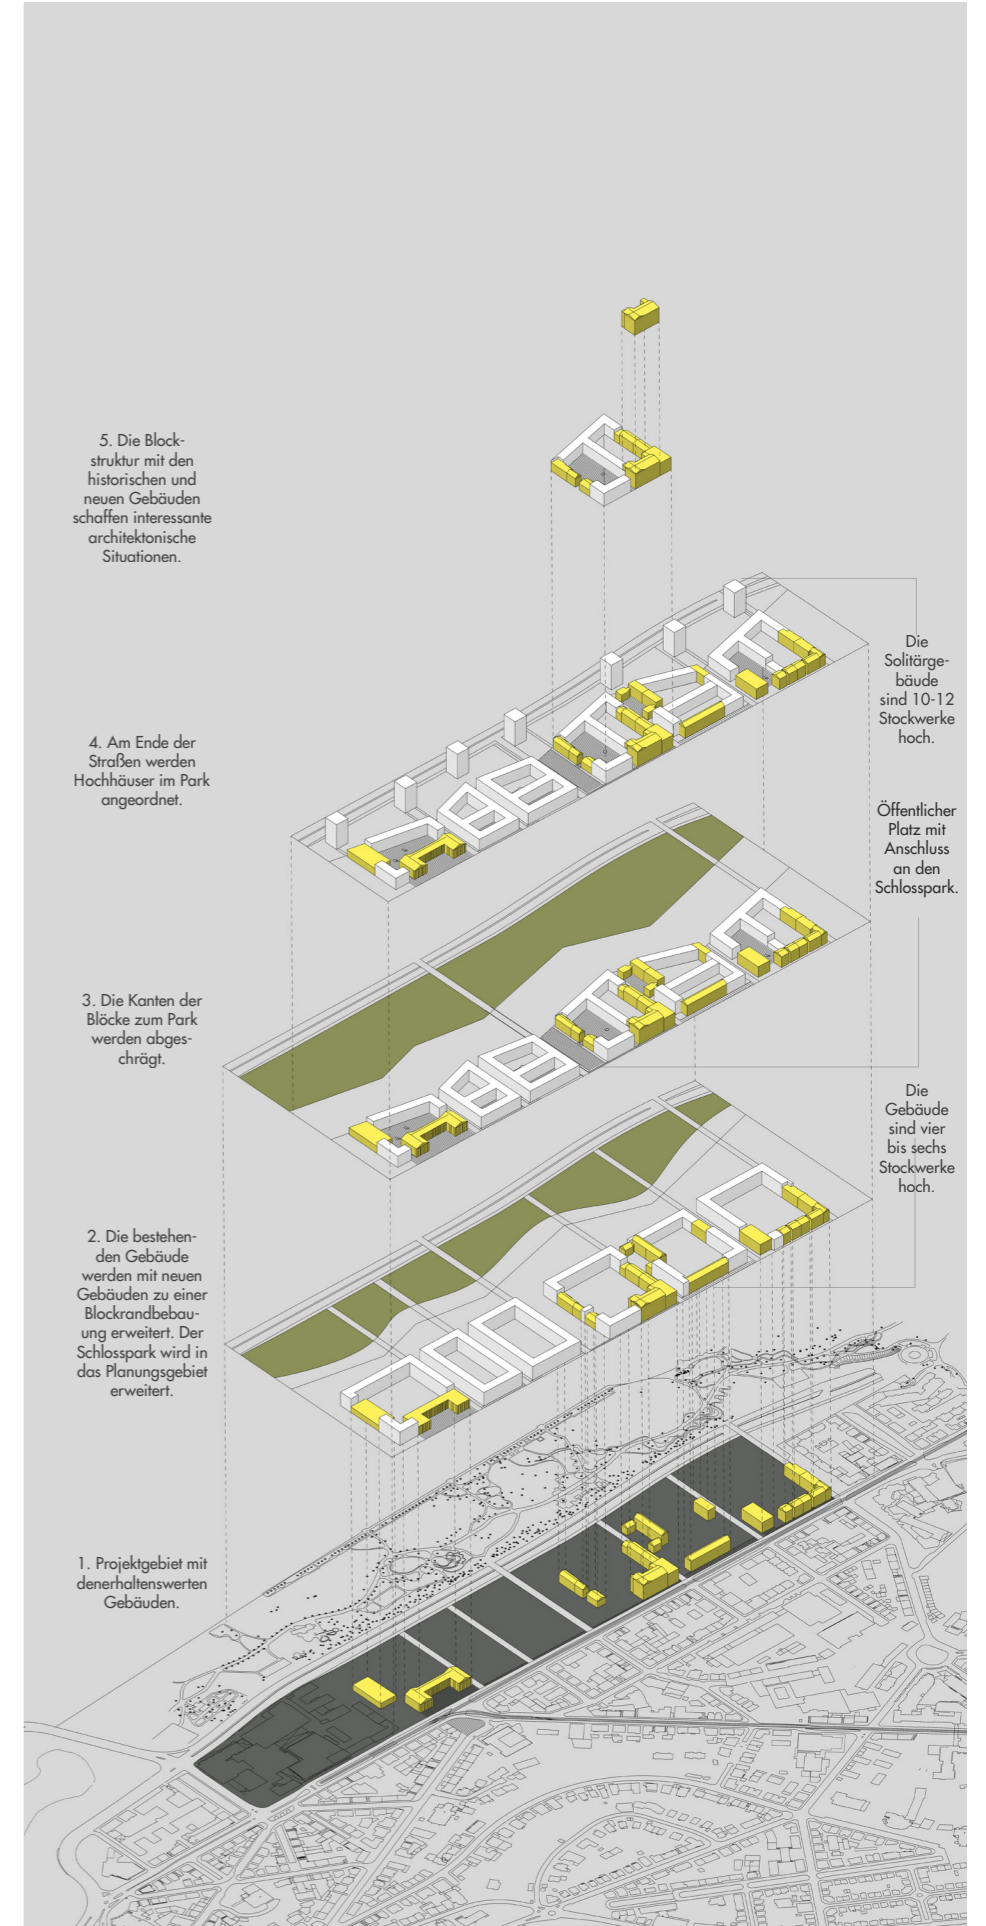 5. Die Block-
struktur mit den
historischen und
neuen Gebäuden
schaffen interessante
architektonische
Situationen.
Die
Solitärge-
bäude
sind 10-12
Stockwerke
hoch.
4. Am Ende der
Straßen werden
Hochhäuser im Park
angeordnet.
Öffentlicher
Platz mit
Anschluss
an den
Schlosspark.
3. Die Kanten der
Blöcke zum Park
werden abges-
chrägt.
Die
Gebäude
sind vier
bis sechs
Stockwerke
hoch.
2. Die bestehen-
den Gebäude
werden mit neuen
Gebäuden zu einer
Blockrandbebau-
ung erweitert. Der
Schlosspark wird in
das Planungsgebiet
erweitert.
1. Projektgebiet mit
denerhaltenswerten
Gebäuden.